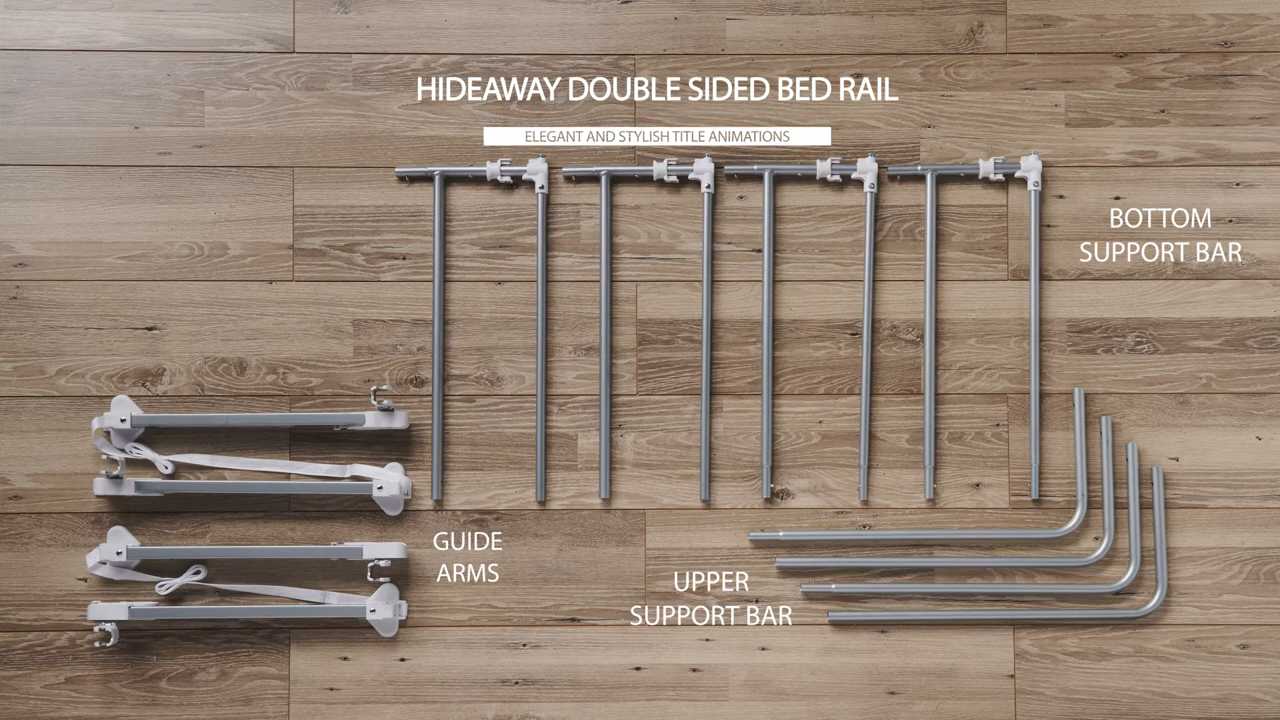 HIDEAWAY DOUBLE SIDED BED RAIL
ELEGANT AND STYLISH TITLE ANIMATIONS
BOTTOM
SUPPORT BAR
GUIDE
ARMS
UPPER
SUPPORT BAR